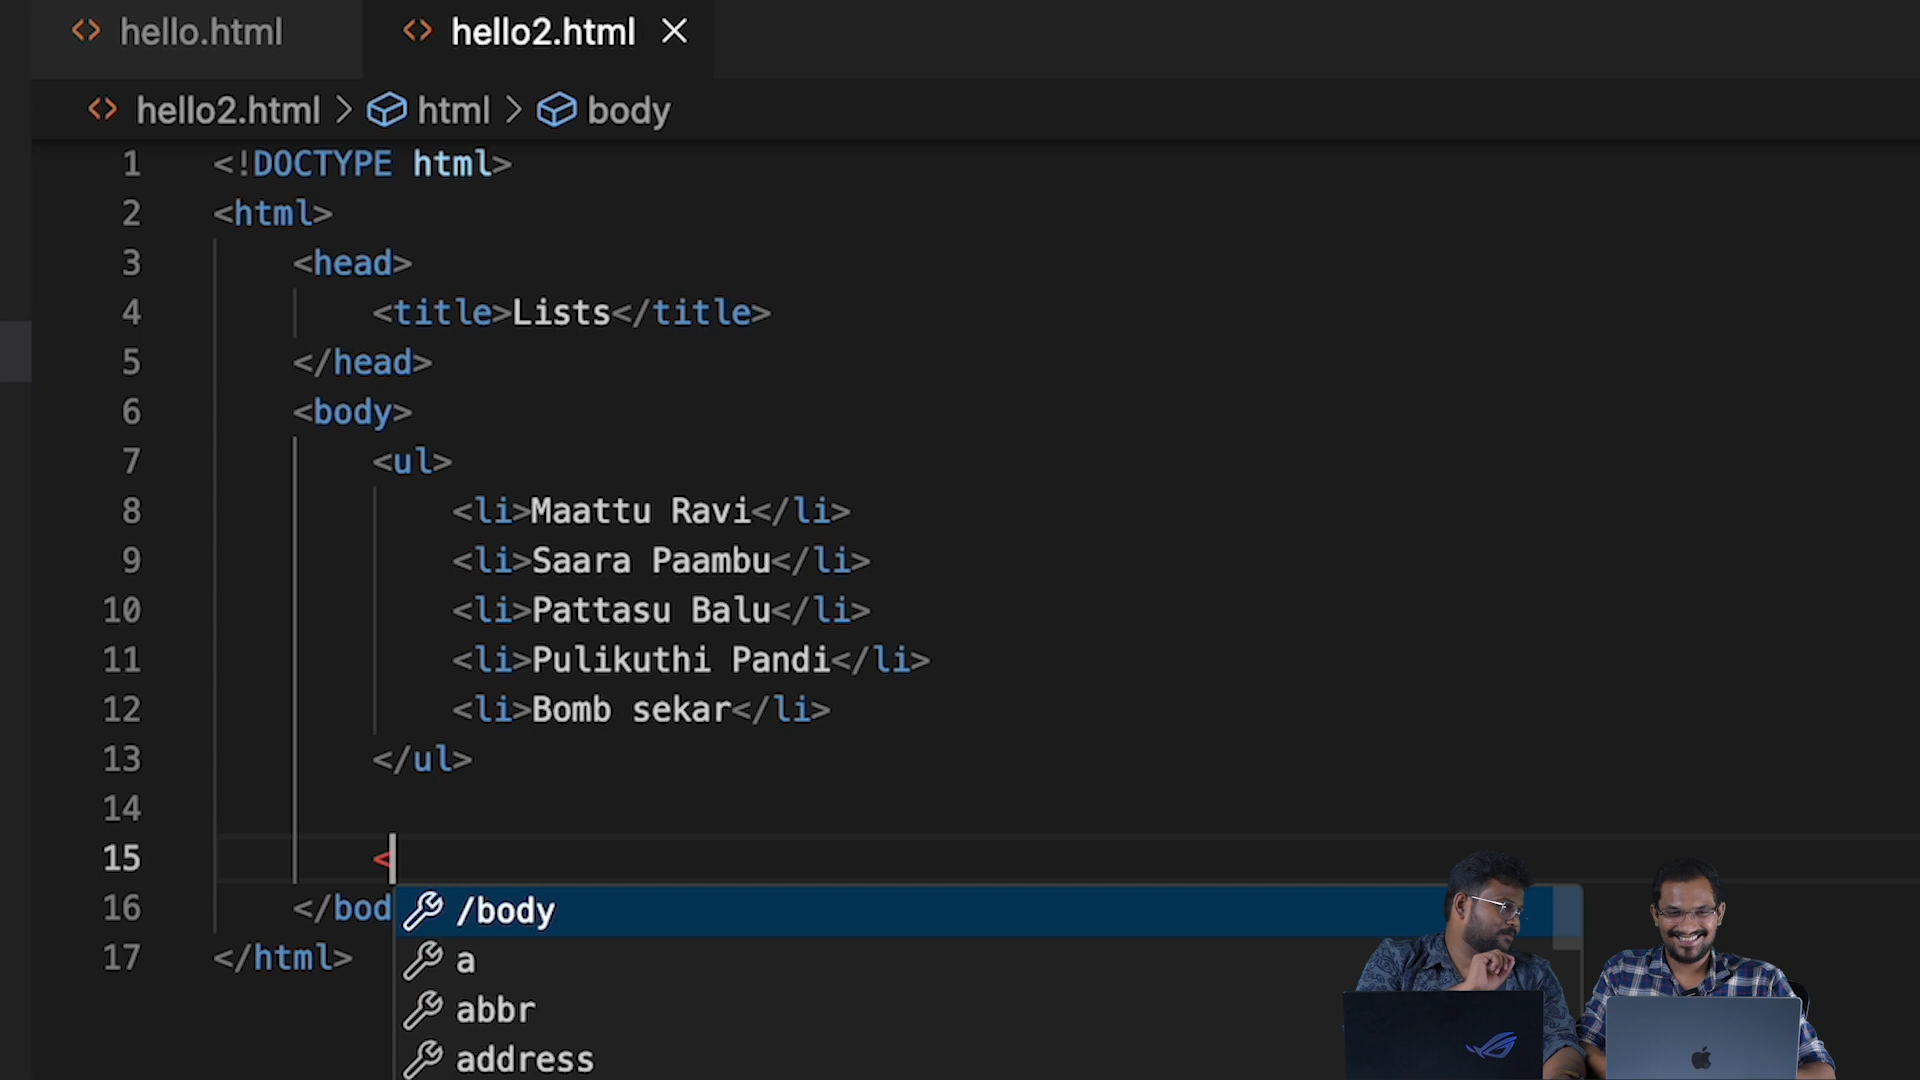 hello.html
hello2.html
hello2.html > html > body
1 <!DOCTYPE html>
2 <html>
3 <head>
4 <title>Lists</title>
5 </head>
6 <body>
7 <ul>
8 <li>Maattu Ravi</li>
9 <li>Saara Paambu</li>
10 <li>Pattasu Balu</li>
11 <li>Pulikuthi Pandi</li>
12 <li>Bomb sekar</li>
13 </ul>
14
15 <
16 </bod
17 </html>
/body
a
abbr
address